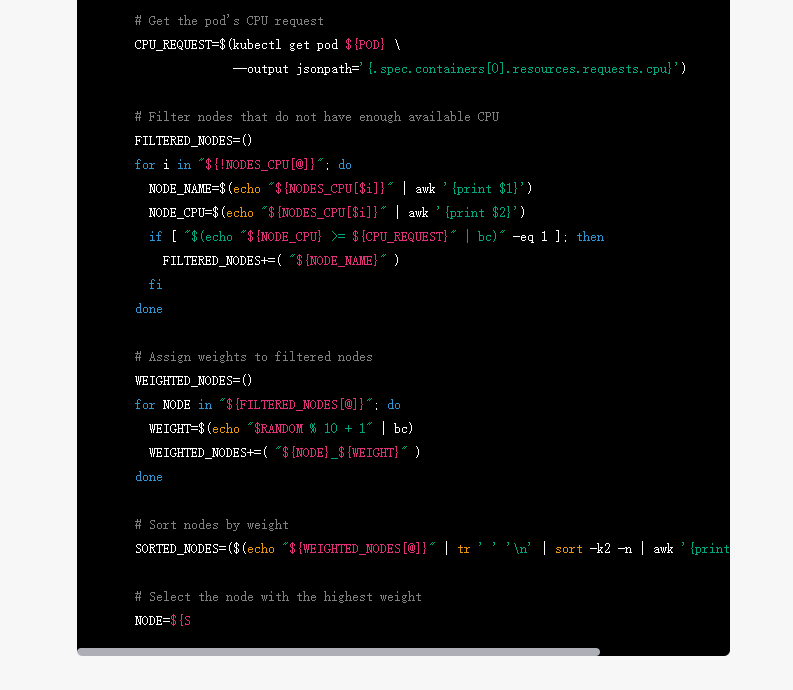 # Get the pod's CPU request
CPU_REQUEST=$(kubectl get pod ${POD} \
--output jsonpath='{.spec.containers[0].resources.requests.cpu}')
# Filter nodes that do not have enough available CPU
FILTERED_NODES=()
for i in "${!NODES_CPU[@]}"; do
NODE_NAME=$(echo "${NODES_CPU[$i]}" | awk '{print $1}')
NODE_CPU=$(echo "${NODES_CPU[$i]}" | awk '{print $2}')
if [ "$(echo "${NODE_CPU} >= ${CPU_REQUEST}" | bc)" -eq 1 ]; then
FILTERED_NODES+=( "${NODE_NAME}" )
fi
done
# Assign weights to filtered nodes
WEIGHTED_NODES=()
for NODE in "${FILTERED_NODES[@]}"; do
WEIGHT=$(echo "$RANDOM % 10 + 1" | bc)
WEIGHTED_NODES+=( "${NODE}_${WEIGHT}" )
done
# Sort nodes by weight
SORTED_NODES=($(echo "${WEIGHTED_NODES[@]}" | tr ' ' '\n' | sort -k2 -n | awk '{print
# Select the node with the highest weight
NODE=${S